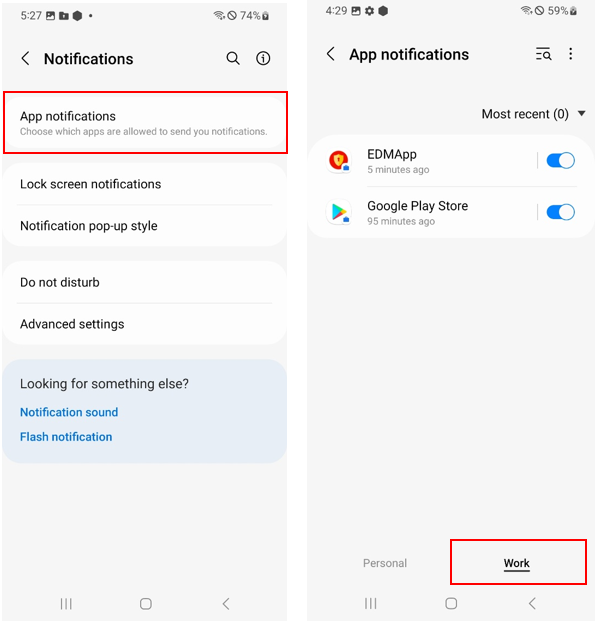 5:27
74%
Notifications
App notifications
Choose which apps are allowed to send you notifications.
Lock screen notifications
Notification pop-up style
Do not disturb
Advanced settings
Looking for something else?
Notification sound
Flash notification
4:29
59%
App notifications
Most recent (0)
EDMApp
5 minutes ago
Google Play Store
95 minutes ago
Personal
Work